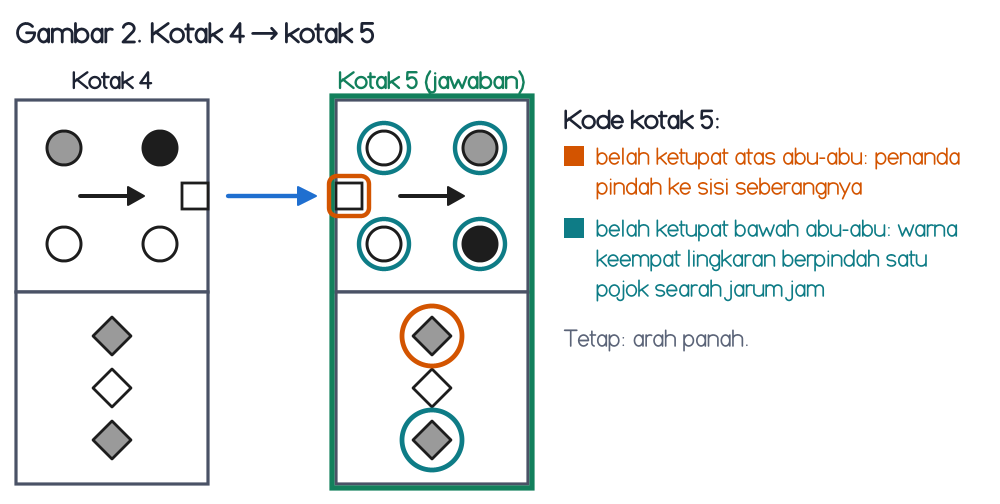 Gambar 2. Kotak 4 → kotak 5
Kotak 4
Kotak 5 (jawaban)
Kode kotak 5:
belah ketupat atas abu-abu: penanda
pindah ke sisi seberangnya
belah ketupat bawah abu-abu: warna
keempat lingkaran berpindah satu
pojok searah jarum jam
Tetap: arah panah.